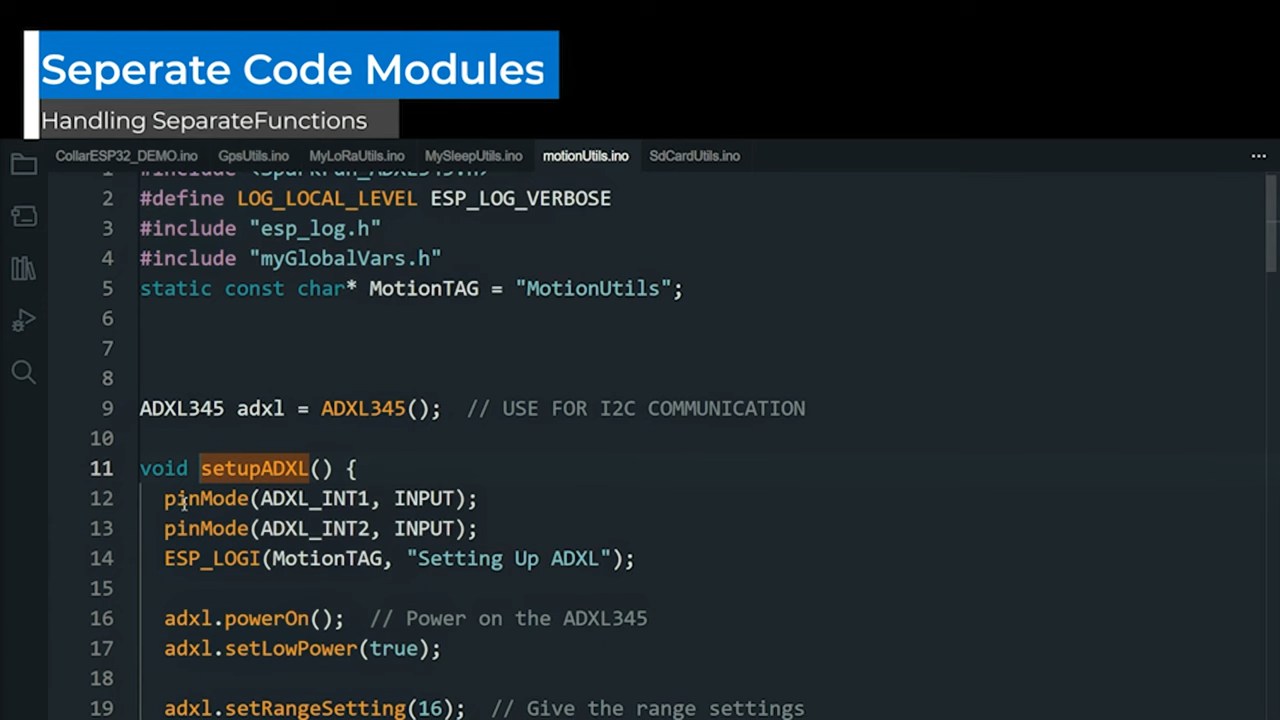 Seperate Code Modules
Handling SeparateFunctions
CollarESP32_DEMO.ino GpsUtils.ino MyLoRaUtils.ino MySleepUtils.ino motionUtils.ino SdCardUtils.ino ...
1 #include <SparkFun_ADXL345.h>
2 #define LOG_LOCAL_LEVEL ESP_LOG_VERBOSE
3 #include "esp_log.h"
4 #include "myGlobalVars.h"
5 static const char* MotionTAG = "MotionUtils";
6
7
8
9 ADXL345 adxl = ADXL345(); // USE FOR I2C COMMUNICATION
10
11 void setupADXL() {
12 pinMode(ADXL_INT1, INPUT);
13 pinMode(ADXL_INT2, INPUT);
14 ESP_LOGI(MotionTAG, "Setting Up ADXL");
15
16 adxl.powerOn(); // Power on the ADXL345
17 adxl.setLowPower(true);
18
19 adxl.setRangeSetting(16); // Give the range settings